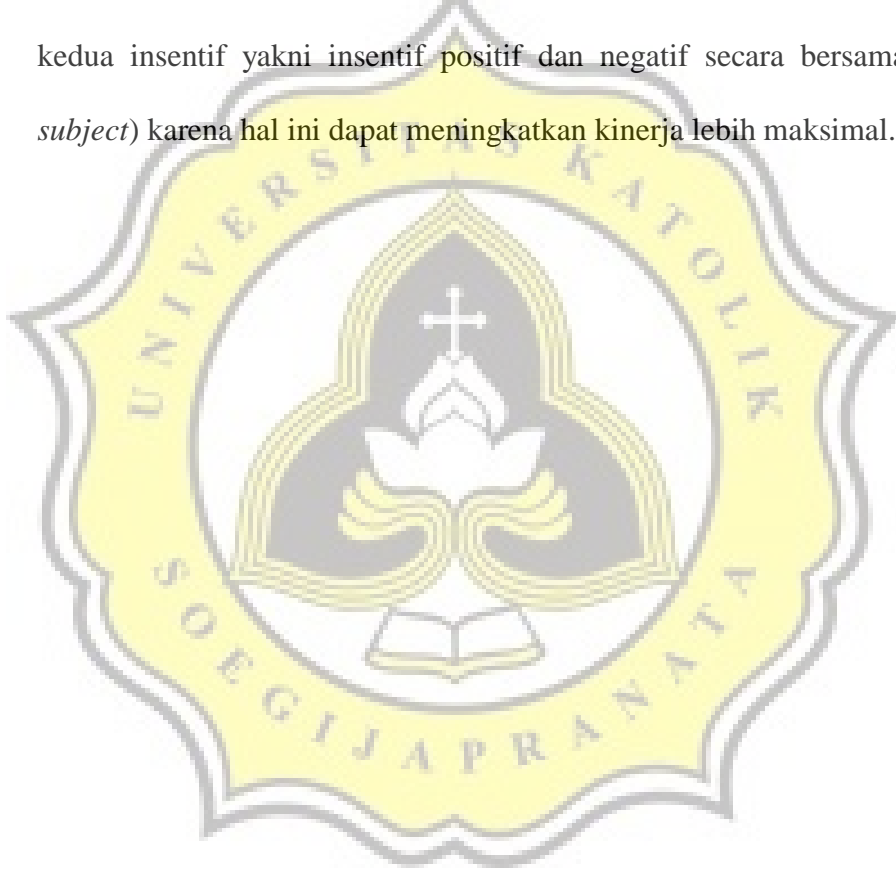 kedua insentif yakni insentif positif dan negatif secara bersama
subject) karena hal ini dapat meningkatkan kinerja lebih maksimal.
UNIVERSITAS KATOLIK
SOEGIJAPRANATA